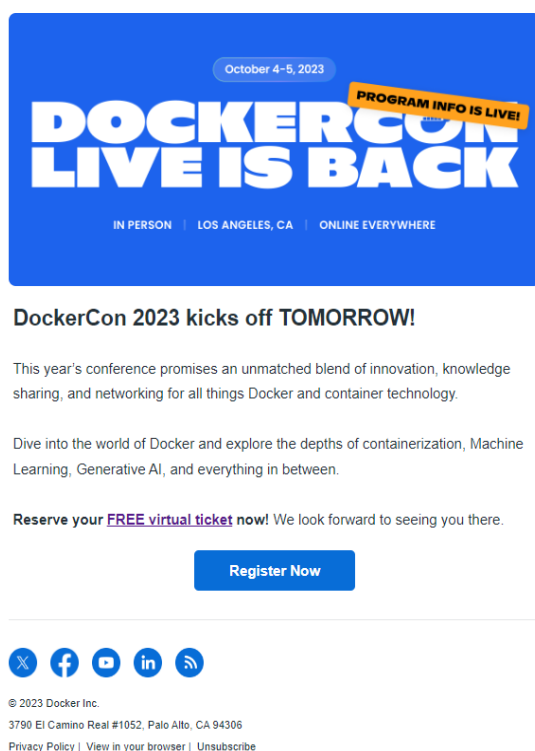 October 4-5, 2023
PROGRAM INFO IS LIVE!
DOCKERCON
LIVE IS BACK
IN PERSON | LOS ANGELES, CA | ONLINE EVERYWHERE
DockerCon 2023 kicks off TOMORROW!
This year’s conference promises an unmatched blend of innovation, knowledge
sharing, and networking for all things Docker and container technology.
Dive into the world of Docker and explore the depths of containerization, Machine
Learning, Generative AI, and everything in between.
Reserve your FREE virtual ticket now! We look forward to seeing you there.
Register Now
© 2023 Docker Inc.
3790 El Camino Real #1052, Palo Alto, CA 94306
Privacy Policy | View in your browser | Unsubscribe